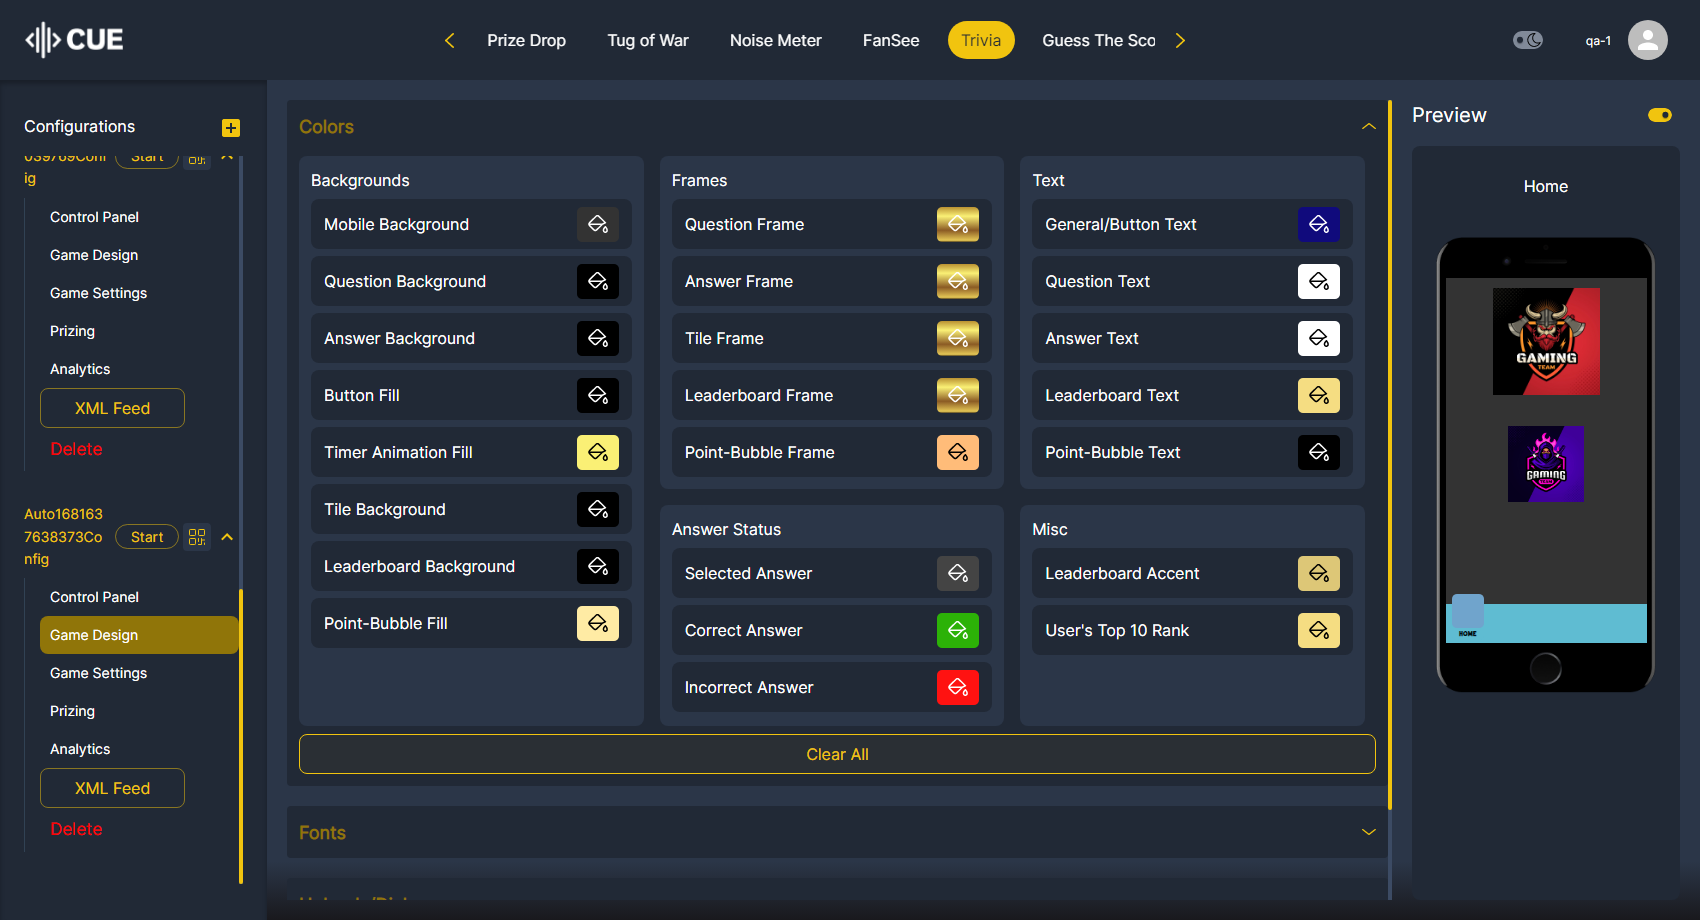 CUE
Prize Drop
Tug of War
Noise Meter
FanSee
Trivia
Guess The Sco
qa-1
Configurations
ig
Start
Control Panel
Game Design
Game Settings
Prizing
Analytics
XML Feed
Delete
Auto168163
7638373Co
nfig
Start
Control Panel
Game Design
Game Settings
Prizing
Analytics
XML Feed
Delete
Colors
Backgrounds
Mobile Background
Question Background
Answer Background
Button Fill
Timer Animation Fill
Tile Background
Leaderboard Background
Point-Bubble Fill
Frames
Question Frame
Answer Frame
Tile Frame
Leaderboard Frame
Point-Bubble Frame
Text
General/Button Text
Question Text
Answer Text
Leaderboard Text
Point-Bubble Text
Answer Status
Selected Answer
Correct Answer
Incorrect Answer
Misc
Leaderboard Accent
User's Top 10 Rank
Clear All
Fonts
Preview
Home
GAMING
TEAM
GAMING
TEAM
HOME